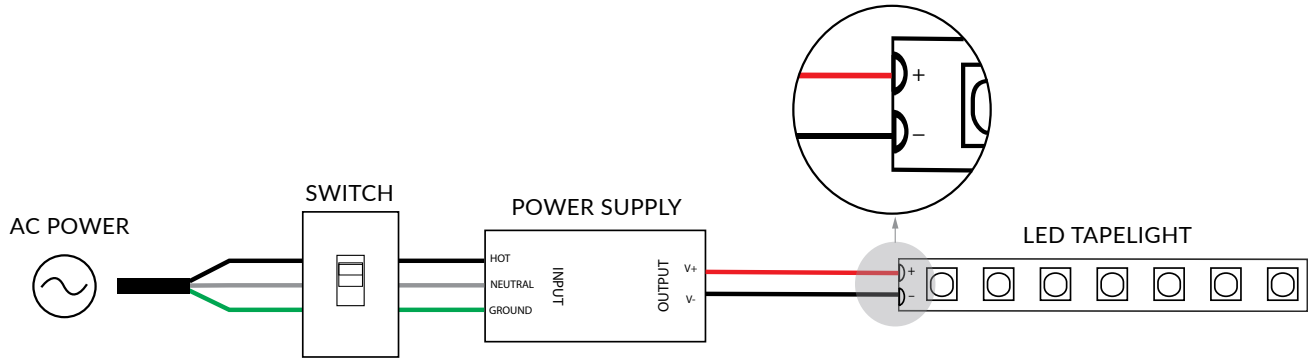 AC POWER
SWITCH
POWER SUPPLY
HOT
NEUTRAL
GROUND
INPUT
OUTPUT
V+
V-
+
−
+
−
LED TAPELIGHT